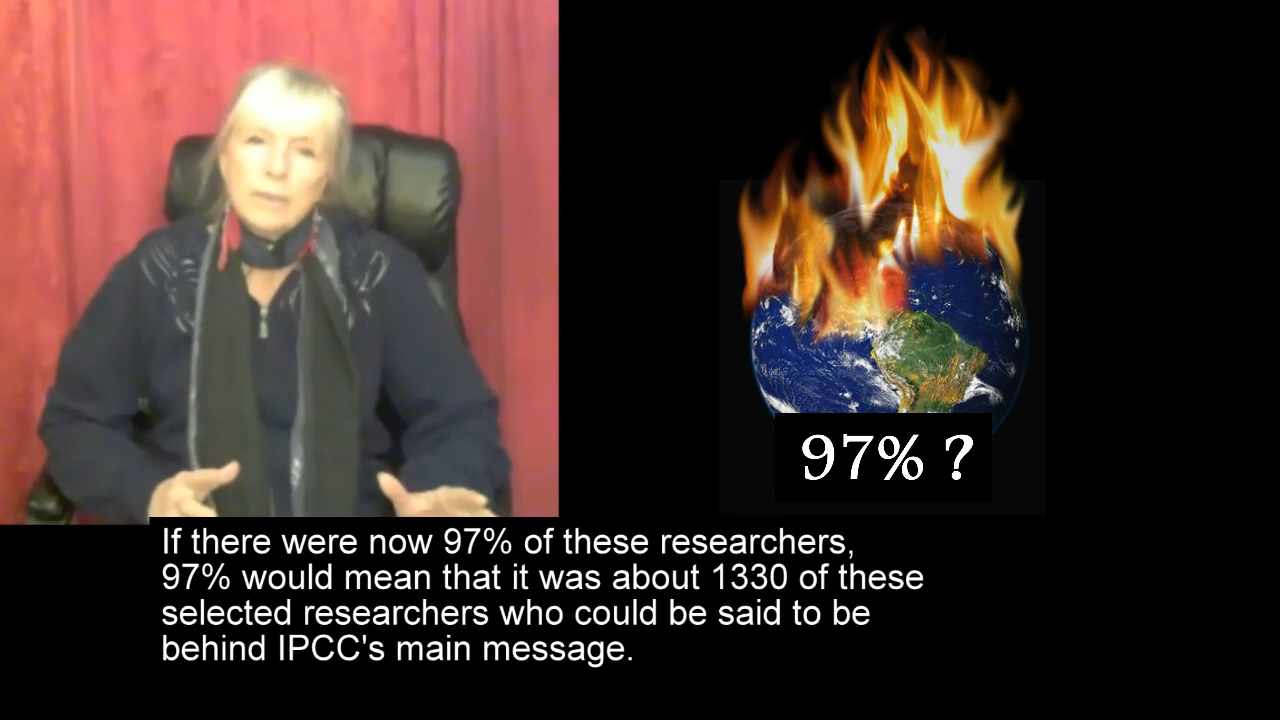 97% ?
If there were now 97% of these researchers,
97% would mean that it was about 1330 of these
selected researchers who could be said to be
behind IPCC's main message.